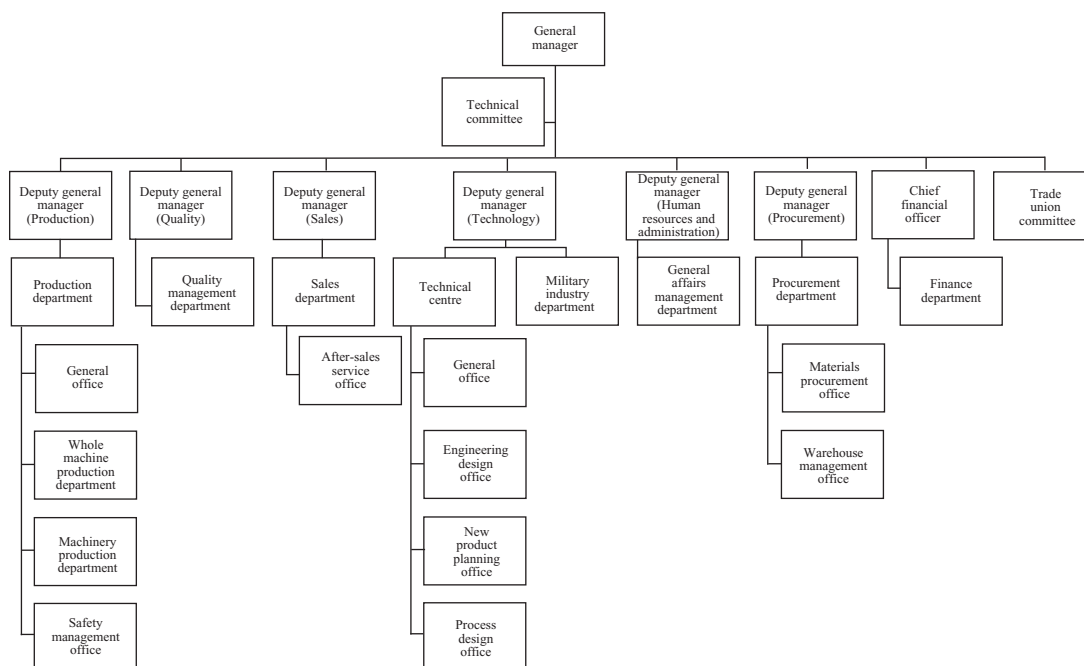 General
manager
Technical
committee
Deputy general
manager
(Production)
Deputy general
manager
(Quality)
Deputy general
manager
(Sales)
Deputy general
manager
(Technology)
Deputy general
manager
(Human
resources and
administration)
Deputy general
manager
(Procurement)
Chief
financial
officer
Trade
union
committee
Production
department
Quality
management
department
Sales
department
Technical
centre
Military
industry
department
General
affairs
management
department
Procurement
department
Finance
department
General
office
After-sales
service
office
General
office
Materials
procurement
office
Whole
machine
production
department
Engineering
design
office
Warehouse
management
office
Machinery
production
department
New
product
planning
office
Safety
management
office
Process
design office